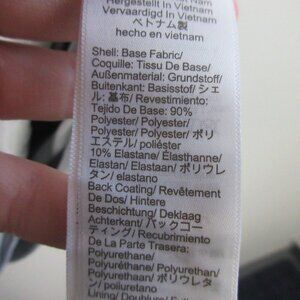 Hergestellt In Vietnam
Vervaardigd In Vietnam
ベトナム製
hecho en vietnam
Shell: Base Fabric/
Coquille: Tissu De Base/
Außenmaterial: Grundstoff/
Buitenkant: Basisstof/ シェ
ル: 基布/ Revestimiento:
Tejido De Base: 90%
Polyester/ Polyester/
Polyester/ Polyester/ ポリ
エステル/ poliéster
10% Elastane/ Élasthanne/
Elastan/ Elastaan/ ポリウレ
タン/ elastano
Back Coating/ Revêtement
De Dos/ Hintere
Beschichtung/ Deklaag
Achterkant/ バックコー
ティング/ Recubrimiento
De La Parte Trasera:
Polyurethane/
Polyuréthane/ Polyurethan/
Polyurethaan/ ポリウレタ
ン/ poliuretano
Lining/ Doublure/